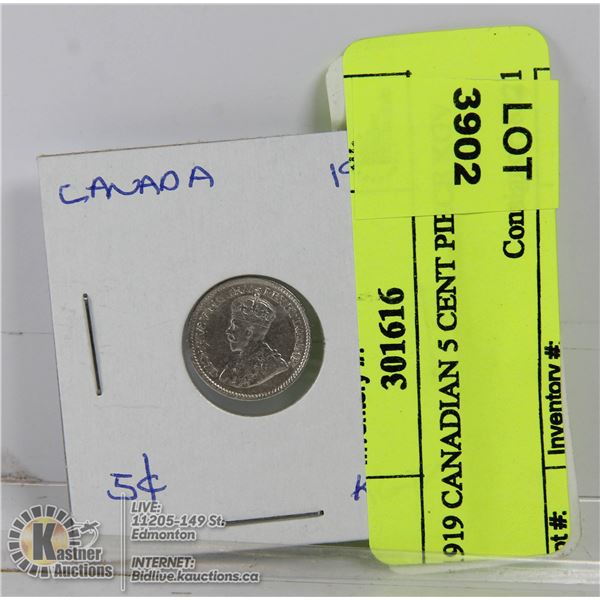 CANADA 19
5¢
LOT
3902
301616
919 CANADIAN 5 CENT PIE
Con
Inventory #:
Kastner
Auctions
LIVE:
11205-149 St.
Edmonton
INTERNET:
Bidlive.kauctions.ca